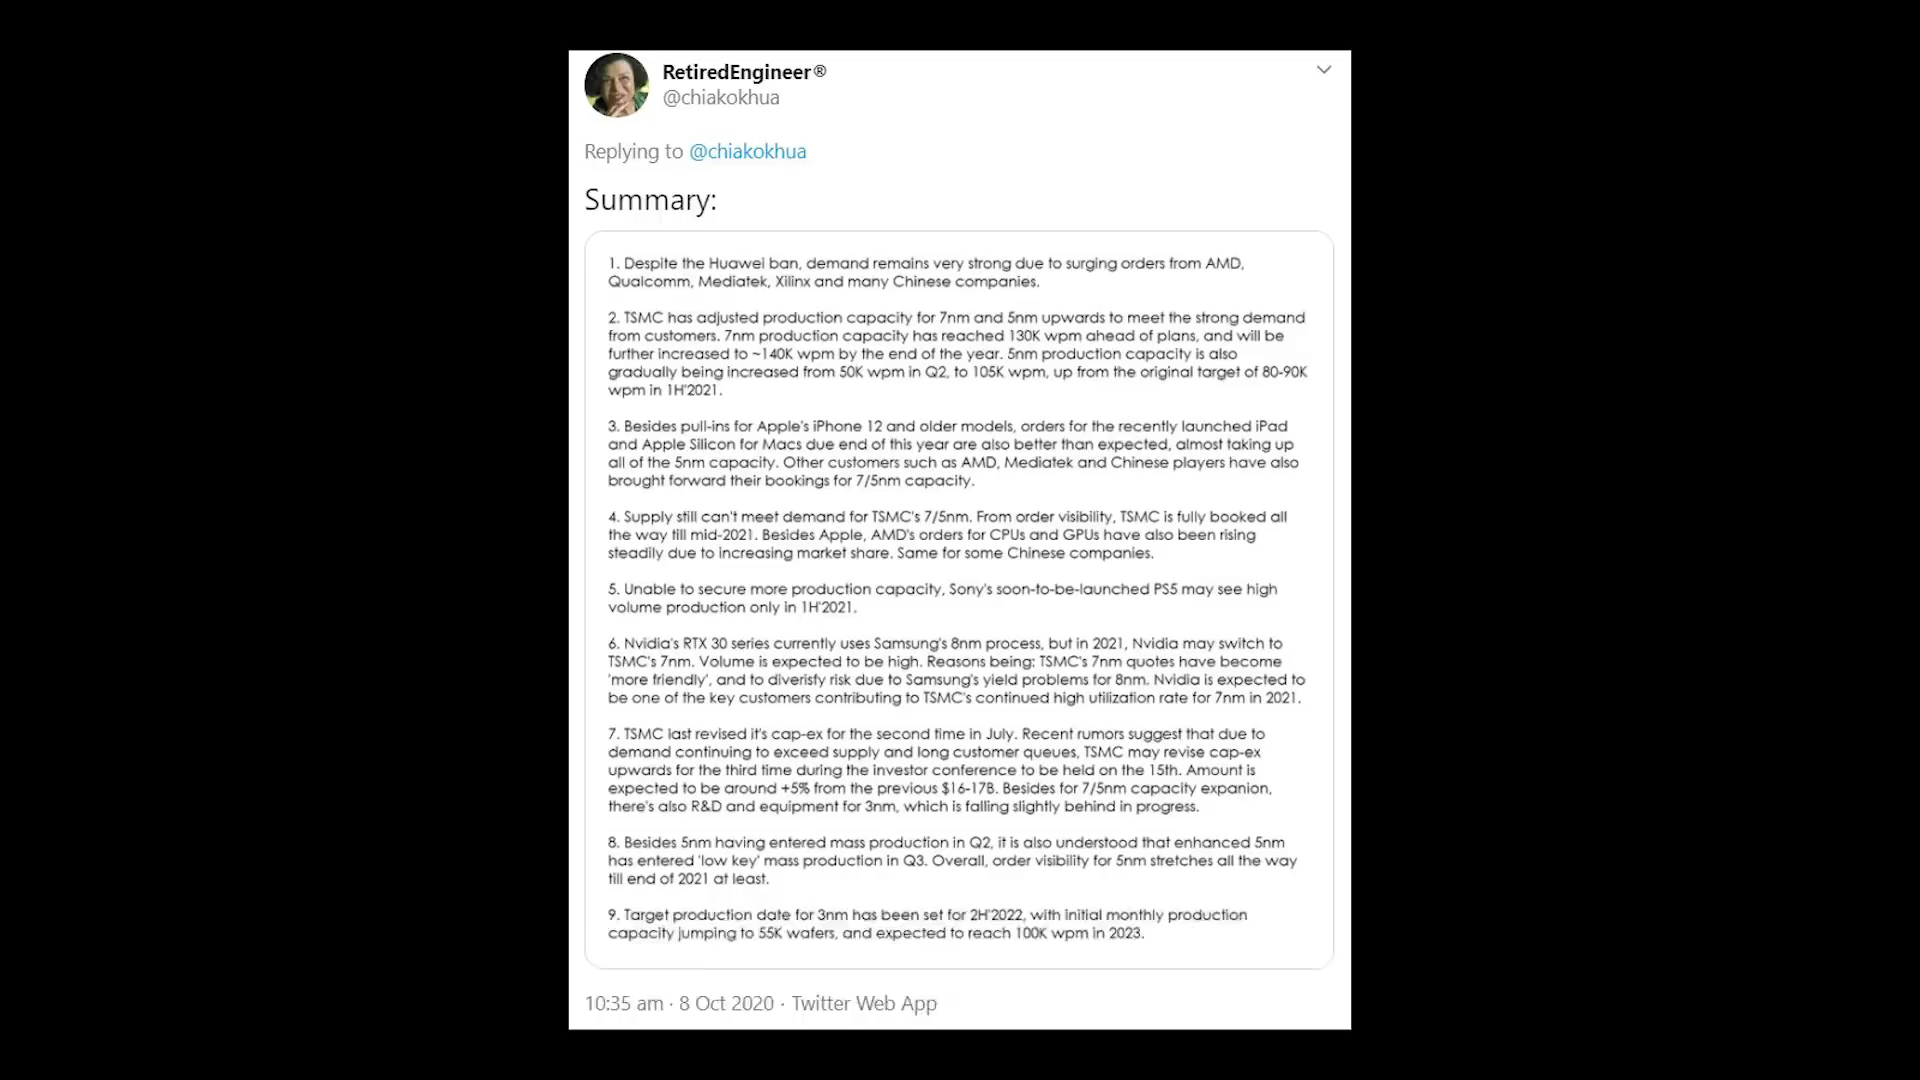 RetiredEngineer®
@chiakokhua
Replying to @chiakokhua
Summary:
1. Despite the Huawei ban, demand remains very strong due to surging orders from AMD,
Qualcomm, Mediatek, Xilinx and many Chinese companies.
2. TSMC has adjusted production capacity for 7nm and 5nm upwards to meet the strong demand
from customers. 7nm production capacity has reached 130K wpm ahead of plans, and will be
further increased to ~140K wpm by the end of the year. 5nm production capacity is also
gradually being increased from 50K wpm in Q2, to 105K wpm, up from the original target of 80-90K
wpm in 1H'2021.
3. Besides pull-ins for Apple's iPhone 12 and older models, orders for the recently launched iPad
and Apple Silicon for Macs due end of this year are also better than expected, almost taking up
all of the 5nm capacity. Other customers such as AMD, Mediatek and Chinese players have also
brought forward their bookings for 7/5nm capacity.
4. Supply still can't meet demand for TSMC's 7/5nm. From order visibility, TSMC is fully booked all
the way till mid-2021. Besides Apple, AMD's orders for CPUs and GPUs have also been rising
steadily due to increasing market share. Same for some Chinese companies.
5. Unable to secure more production capacity, Sony's soon-to-be-launched PS5 may see high
volume production only in 1H'2021.
6. Nvidia's RTX 30 series currently uses Samsung's 8nm process, but in 2021, Nvidia may switch to
TSMC's 7nm. Volume is expected to be high. Reasons being: TSMC's 7nm quotes have become
'more friendly', and to diverisfy risk due to Samsung's yield problems for 8nm. Nvidia is expected to
be one of the key customers contributing to TSMC's continued high utilization rate for 7nm in 2021.
7. TSMC last revised it's cap-ex for the second time in July. Recent rumors suggest that due to
demand continuing to exceed supply and long customer queues, TSMC may revise cap-ex
upwards for the third time during the investor conference to be held on the 15th. Amount is
expected to be around +5% from the previous $16-17B. Besides for 7/5nm capacity expanion,
there's also R&D and equipment for 3nm, which is falling slightly behind in progress.
8. Besides 5nm having entered mass production in Q2, it is also understood that enhanced 5nm
has entered 'low key' mass production in Q3. Overall, order visibility for 5nm stretches all the way
till end of 2021 at least.
9. Target production date for 3nm has been set for 2H'2022, with initial monthly production
capacity jumping to 55K wafers, and expected to reach 100K wpm in 2023.
10:35 am · 8 Oct 2020 · Twitter Web App